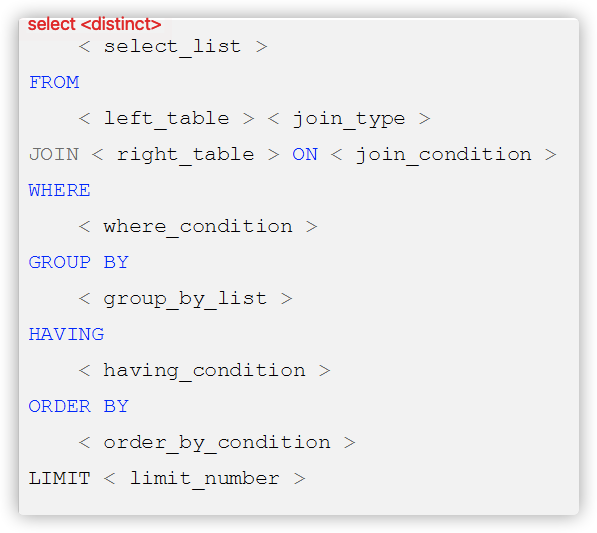 select <distinct>
< select_list >
FROM
< left_table > < join_type >
JOIN < right_table > ON < join_condition >
WHERE
< where_condition >
GROUP BY
< group_by_list >
HAVING
< having_condition >
ORDER BY
< order_by_condition >
LIMIT < limit_number >